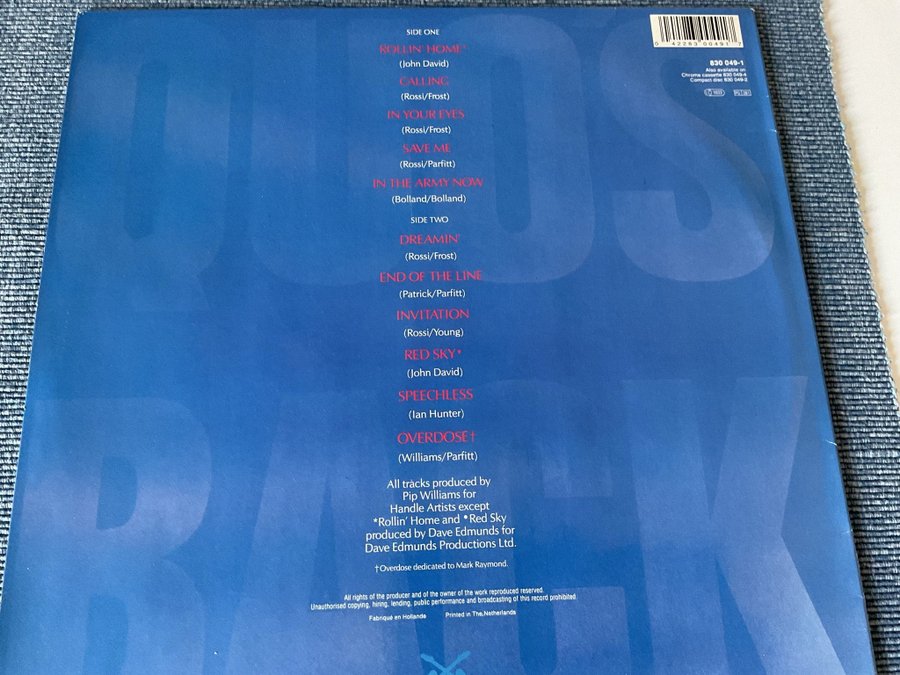 SIDE ONE
ROLLIN' HOME*
(John David)
CALLING
(Rossi/Frost)
IN YOUR EYES
(Rossi/Frost)
SAVE ME
(Rossi/Parfitt)
IN THE ARMY NOW
(Bolland/Bolland)
SIDE TWO
DREAMIN'
(Rossi/Frost)
END OF THE LINE
(Patrick/Parfitt)
INVITATION
(Rossi/Young)
RED SKY*
(John David)
SPEECHLESS
(Ian Hunter)
OVERDOSE†
(Williams/Parfitt)
All tracks produced by
Pip Williams for
Handle Artists except
*Rollin' Home and *Red Sky
produced by Dave Edmunds for
Dave Edmunds Productions Ltd.
†Overdose dedicated to Mark Raymond.
All rights of the producer and of the owner of the work reproduced reserved.
Unauthorised copying, hiring, lending, public performance and broadcasting of this record prohibited.
Fabriqué en Hollande Printed in The Netherlands
0 42283 00491 7
830 049-1
Also available on
Chrome cassette 830 049-4
Compact disc 830 049-2
BACK